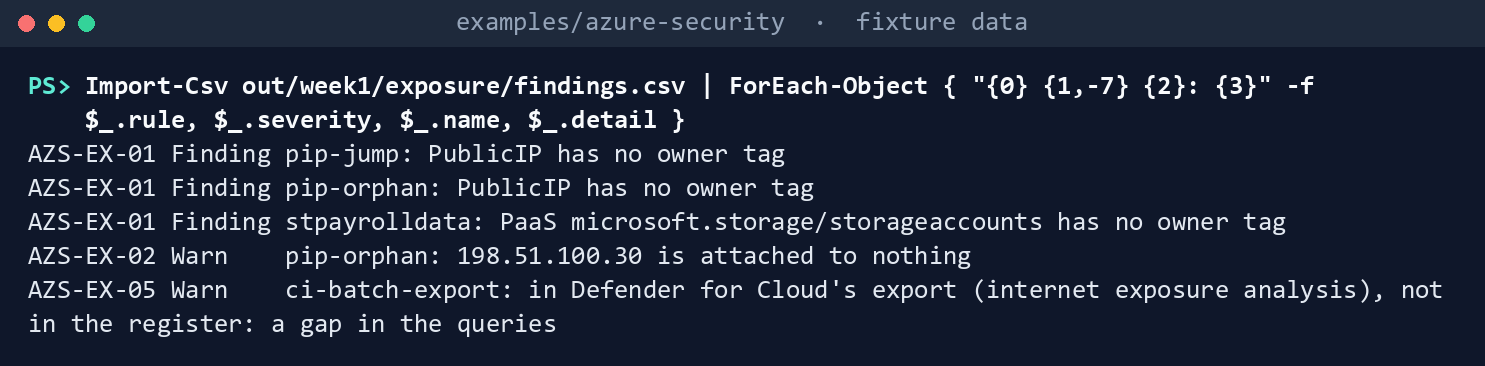 examples/azure-security · fixture data
PS> Import-Csv out/week1/exposure/findings.csv | ForEach-Object { "{0} {1,-7} {2}: {3}" -f
$_.rule, $_.severity, $_.name, $_.detail }
AZS-EX-01 Finding pip-jump: PublicIP has no owner tag
AZS-EX-01 Finding pip-orphan: PublicIP has no owner tag
AZS-EX-01 Finding stpayrolldata: PaaS microsoft.storage/storageaccounts has no owner tag
AZS-EX-02 Warn    pip-orphan: 198.51.100.30 is attached to nothing
AZS-EX-05 Warn    ci-batch-export: in Defender for Cloud's export (internet exposure analysis), not
in the register: a gap in the queries